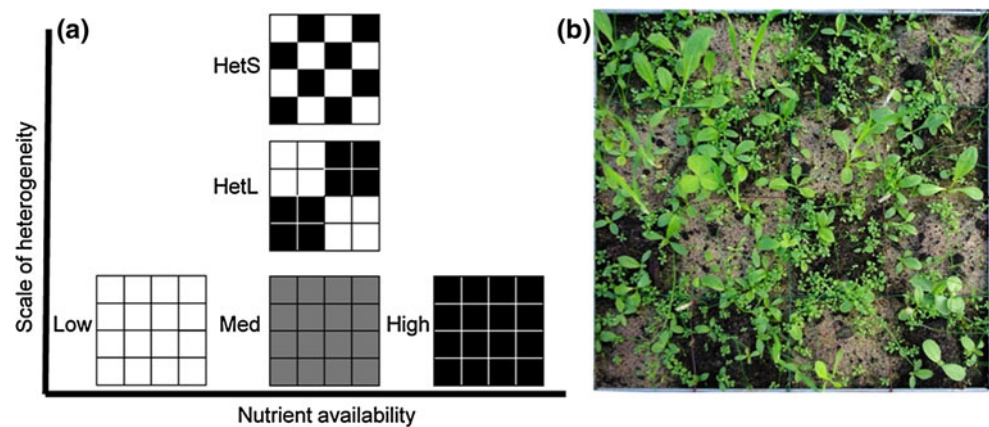 (a)
HetS
HetL
Low
Med
High
Scale of heterogeneity
Nutrient availability
(b)